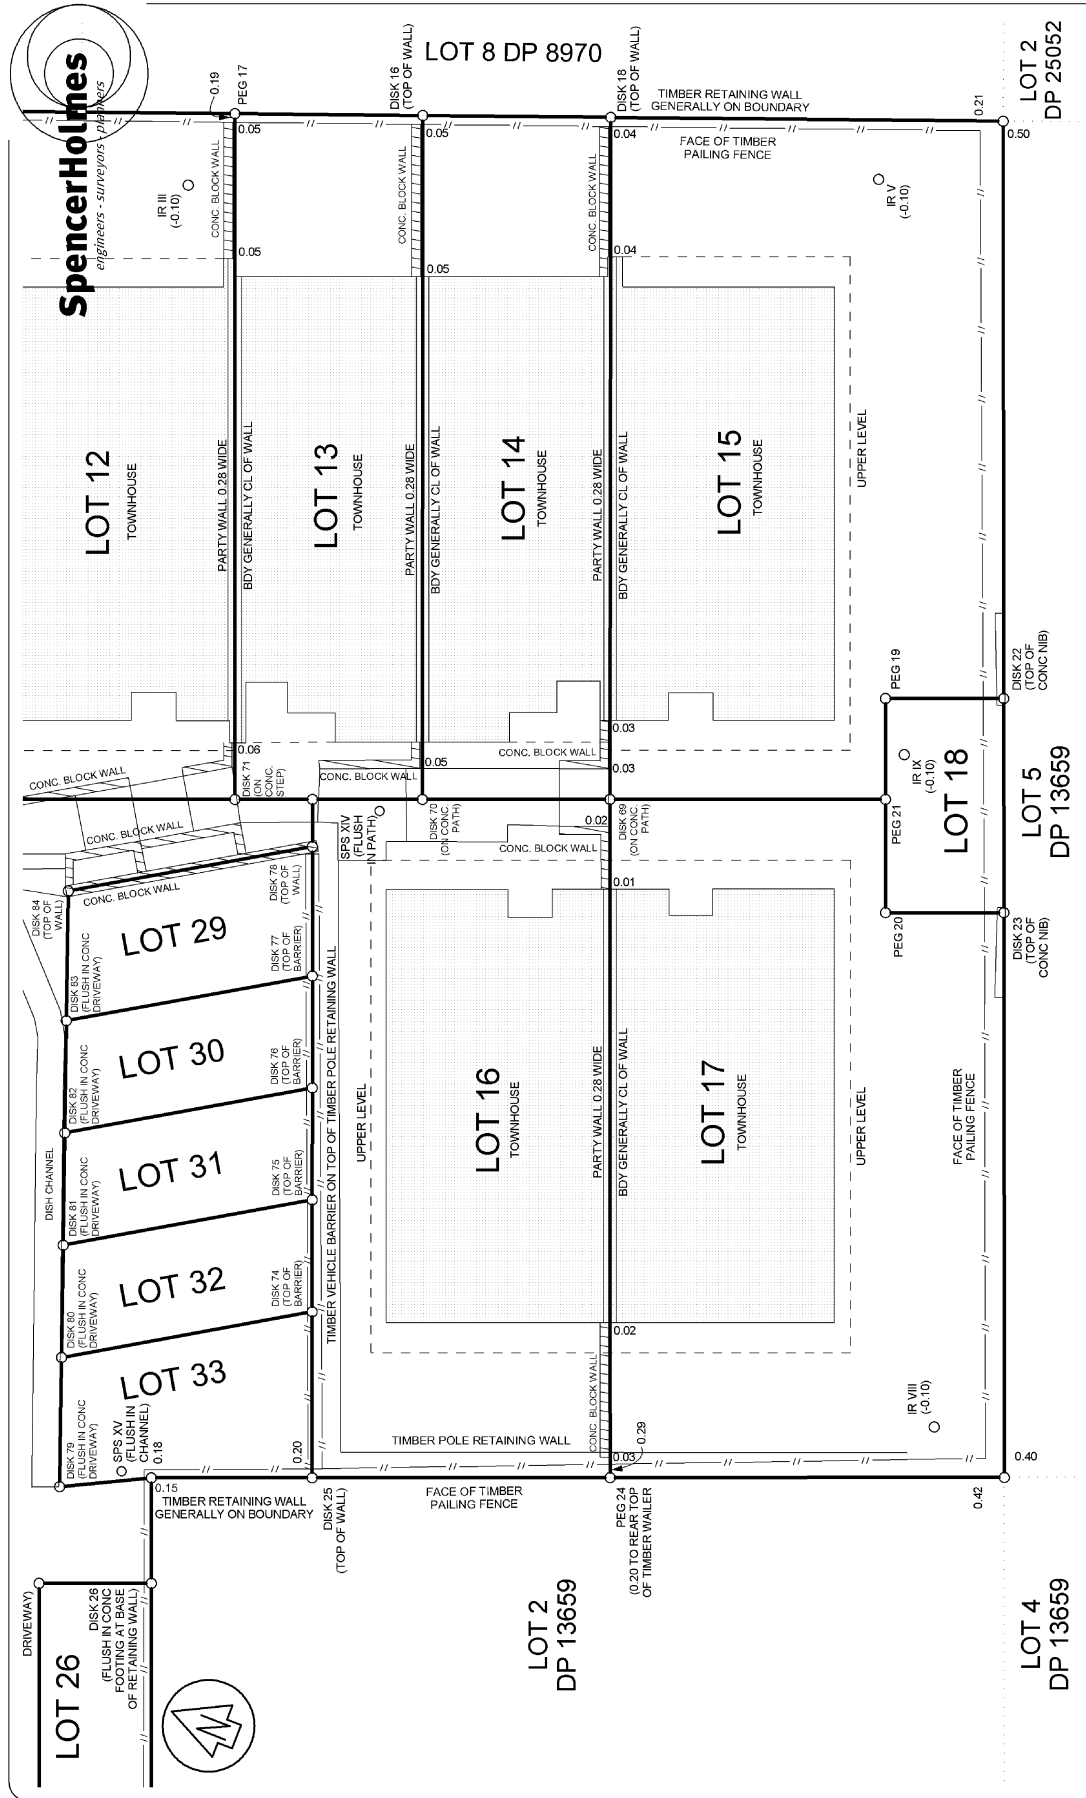 SpencerHolmes
engineers - surveyors - planners
LOT 8 DP 8970
LOT 2
DP 25052
0.19
PEG 17
DISK 16
(TOP OF WALL)
DISK 18
(TOP OF WALL)
TIMBER RETAINING WALL
GENERALLY ON BOUNDARY
0.21
0.50
0.05
0.05
0.04
FACE OF TIMBER
PAILING FENCE
IR III
(-0.10)
CONC. BLOCK WALL
CONC. BLOCK WALL
CONC. BLOCK WALL
IR V
(-0.10)
0.05
0.05
0.04
LOT 12
TOWNHOUSE
PARTY WALL 0.28 WIDE
BDY GENERALLY CL OF WALL
LOT 13
TOWNHOUSE
PARTY WALL 0.28 WIDE
BDY GENERALLY CL OF WALL
LOT 14
TOWNHOUSE
PARTY WALL 0.28 WIDE
BDY GENERALLY CL OF WALL
LOT 15
TOWNHOUSE
UPPER LEVEL
PEG 19
DISK 22
(TOP OF
CONC NIB)
0.03
0.06
CONC. BLOCK WALL
0.05
0.03
CONC. BLOCK WALL
CONC. BLOCK WALL
DISK 71
(ON
CONC.
STEP)
IR IX
(-0.10)
LOT 18
LOT 5
DP 13659
CONC. BLOCK WALL
SPS XIV
(FLUSH
IN PATH)
DISK 70
(ON CONC.
PATH)
0.02
DISK 69
(ON CONC.
PATH)
PEG 21
CONC. BLOCK WALL
CONC. BLOCK WALL
DISK 84
(TOP OF
WALL)
DISK 78
(TOP OF
WALL)
0.01
PEG 20
DISK 23
(TOP OF
CONC NIB)
LOT 29
DISK 77
(TOP OF
BARRIER)
DISK 83
(FLUSH IN CONC
DRIVEWAY)
LOT 30
DISK 76
(TOP OF
BARRIER)
DISK 82
(FLUSH IN CONC
DRIVEWAY)
TIMBER VEHICLE BARRIER ON TOP OF TIMBER POLE RETAINING WALL
UPPER LEVEL
LOT 16
TOWNHOUSE
PARTY WALL 0.28 WIDE
BDY GENERALLY CL OF WALL
LOT 17
TOWNHOUSE
UPPER LEVEL
FACE OF TIMBER
PAILING FENCE
DISH CHANNEL
LOT 31
DISK 75
(TOP OF
BARRIER)
DISK 81
(FLUSH IN CONC
DRIVEWAY)
LOT 32
DISK 74
(TOP OF
BARRIER)
DISK 80
(FLUSH IN CONC
DRIVEWAY)
LOT 33
0.02
CONC. BLOCK WALL
IR VIII
(-0.10)
DISK 79
(FLUSH IN CONC
DRIVEWAY)
SPS XV
(FLUSH IN
CHANNEL)
0.18
0.20
TIMBER POLE RETAINING WALL
0.03
0.29
0.40
0.15
TIMBER RETAINING WALL
GENERALLY ON BOUNDARY
DISK 25
(TOP OF WALL)
FACE OF TIMBER
PAILING FENCE
PEG 24
(0.20 TO REAR TOP
OF TIMBER WAILER
0.42
DRIVEWAY)
DISK 26
(FLUSH IN CONC
FOOTING AT BASE
OF RETAINING WALL)
LOT 26
N
LOT 2
DP 13659
LOT 4
DP 13659